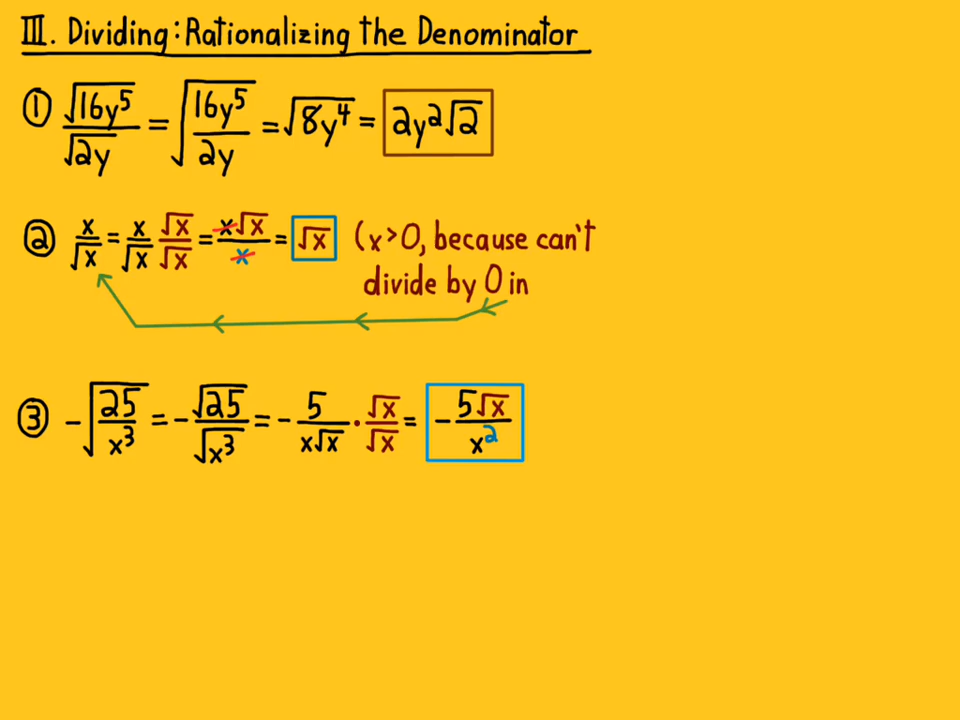 III. Dividing: Rationalizing the Denominator
① √(16y⁵)/√(2y) = √(16y⁵/2y) = √(8y⁴) = 2y²√2
② x/√x = x/√x √x/√x = x√x/x = √x (x>0, because can't
divide by 0 in
③ -√(25/x³) = -√25/√(x³) = -5/(x√x) · √x/√x = -5√x/x²